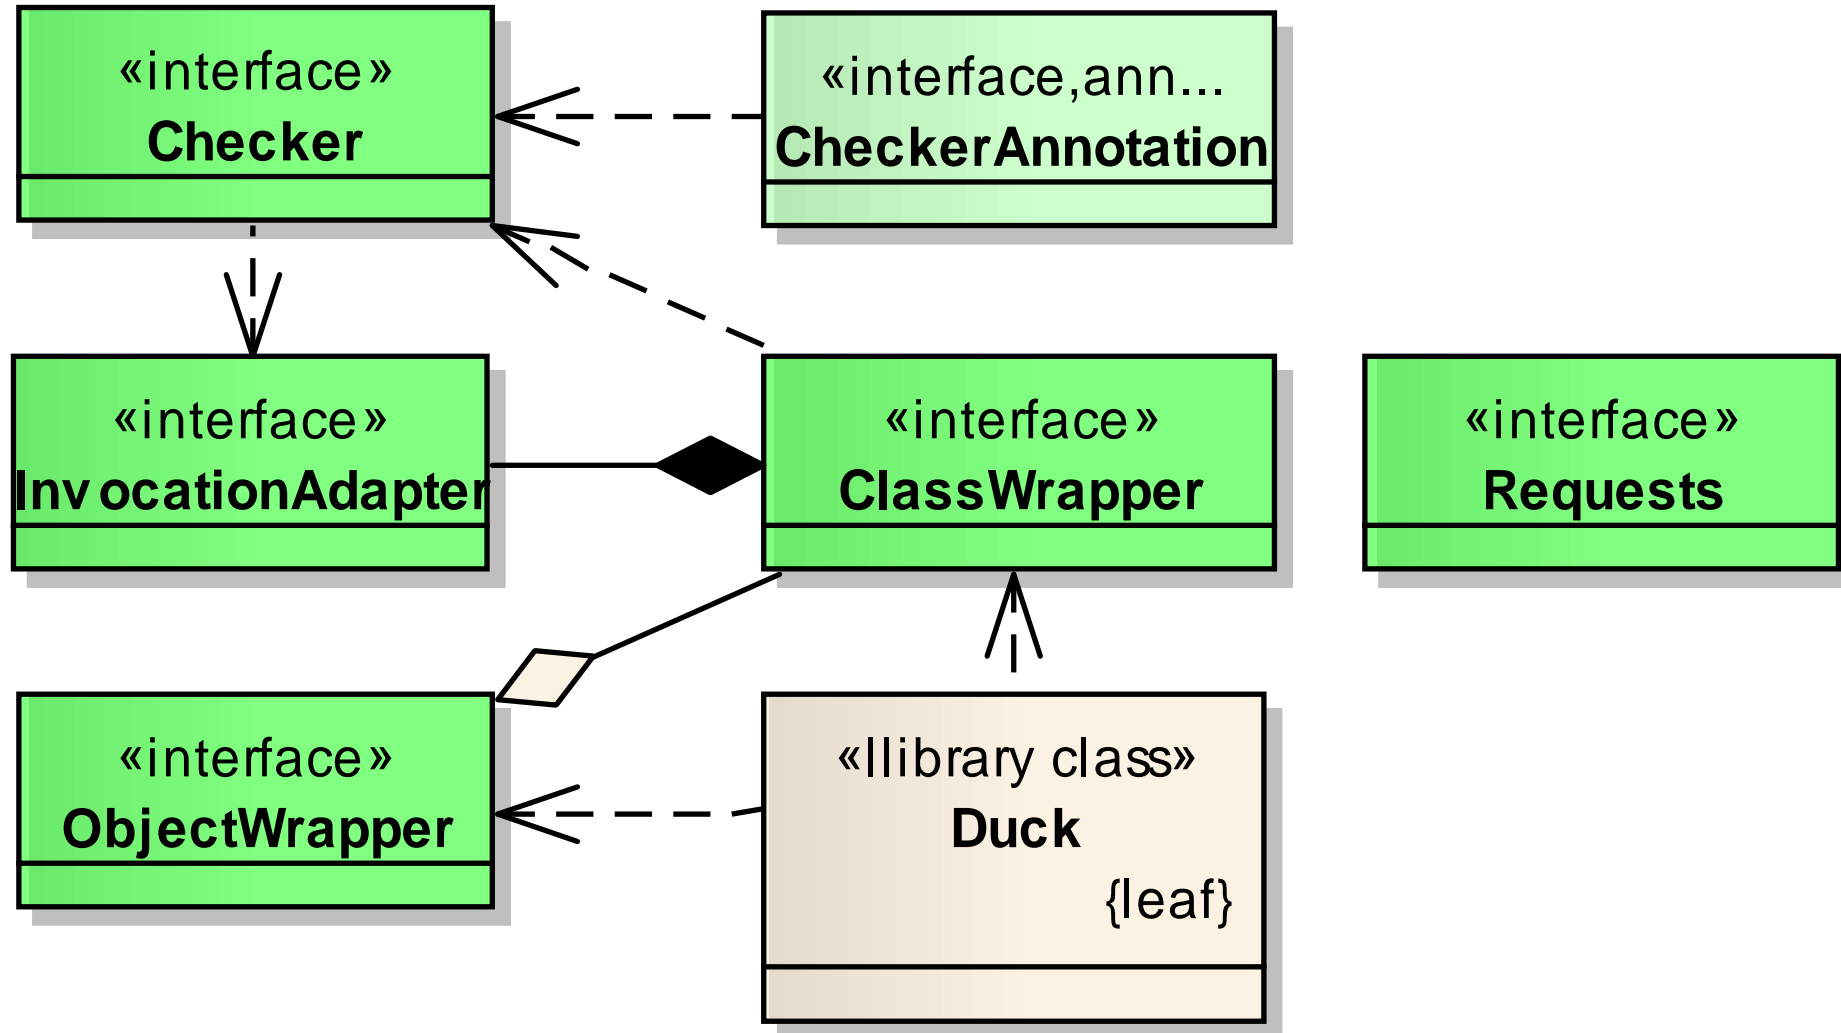 «interface»
Checker
«interface,ann...
CheckerAnnotation
«interface»
InvocationAdapter
«interface»
ClassWrapper
«interface»
Requests
«interface»
ObjectWrapper
«llibrary class»
Duck
{leaf}